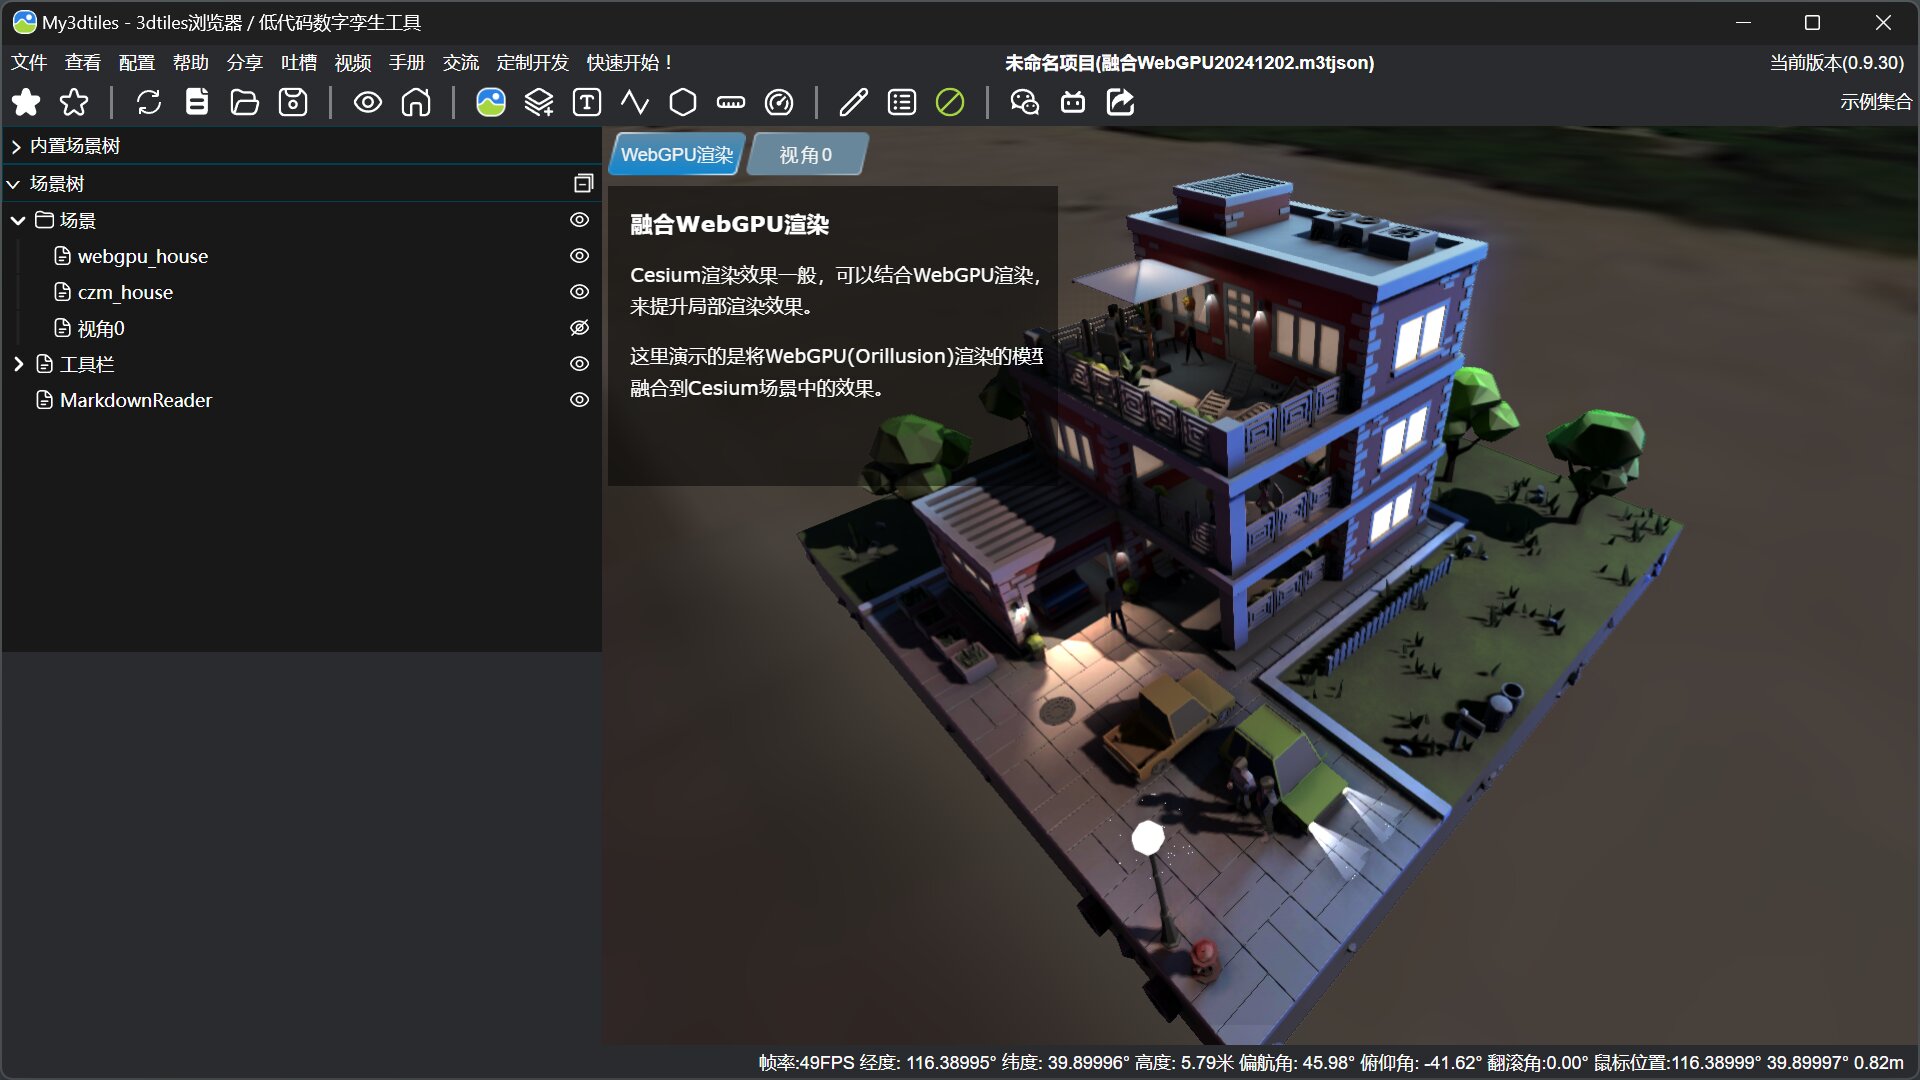 My3dtiles - 3dtiles浏览器 / 低代码数字孪生工具
文件 查看 配置 帮助 分享 吐槽 视频 手册 交流 定制开发 快速开始！ 未命名项目(融合WebGPU20241202.m3tjson) 当前版本(0.9.30)
示例集合
内置场景树
场景树
场景
webgpu_house
czm_house
视角0
工具栏
MarkdownReader
WebGPU渲染 视角0
融合WebGPU渲染
Cesium渲染效果一般，可以结合WebGPU渲染，
来提升局部渲染效果。
这里演示的是将WebGPU(Orillusion)渲染的模型
融合到Cesium场景中的效果。
帧率:49FPS 经度: 116.38995° 纬度: 39.89996° 高度: 5.79米 偏航角: 45.98° 俯仰角: -41.62° 翻滚角:0.00° 鼠标位置:116.38999° 39.89997° 0.82m